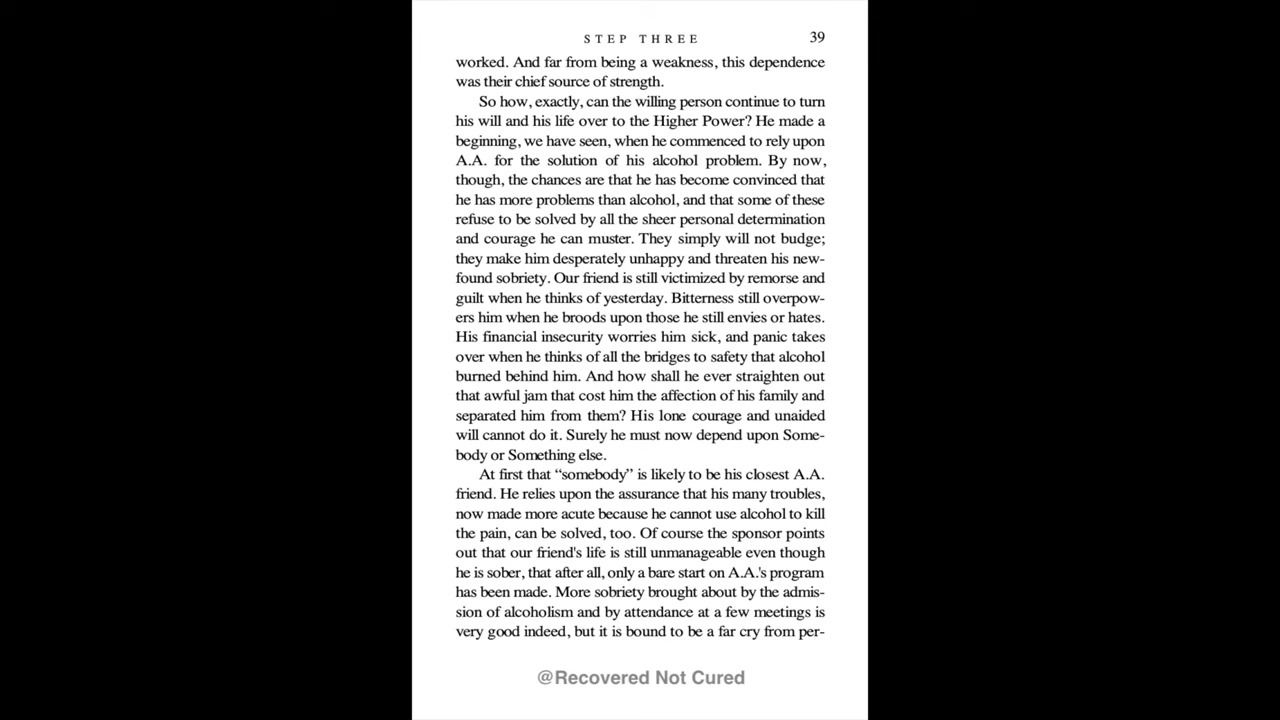 STEP THREE 39
worked. And far from being a weakness, this dependence
was their chief source of strength.
So how, exactly, can the willing person continue to turn
his will and his life over to the Higher Power? He made a
beginning, we have seen, when he commenced to rely upon
A.A. for the solution of his alcohol problem. By now,
though, the chances are that he has become convinced that
he has more problems than alcohol, and that some of these
refuse to be solved by all the sheer personal determination
and courage he can muster. They simply will not budge;
they make him desperately unhappy and threaten his new-
found sobriety. Our friend is still victimized by remorse and
guilt when he thinks of yesterday. Bitterness still overpow-
ers him when he broods upon those he still envies or hates.
His financial insecurity worries him sick, and panic takes
over when he thinks of all the bridges to safety that alcohol
burned behind him. And how shall he ever straighten out
that awful jam that cost him the affection of his family and
separated him from them? His lone courage and unaided
will cannot do it. Surely he must now depend upon Some-
body or Something else.
At first that “somebody” is likely to be his closest A.A.
friend. He relies upon the assurance that his many troubles,
now made more acute because he cannot use alcohol to kill
the pain, can be solved, too. Of course the sponsor points
out that our friend's life is still unmanageable even though
he is sober, that after all, only a bare start on A.A.'s program
has been made. More sobriety brought about by the admis-
sion of alcoholism and by attendance at a few meetings is
very good indeed, but it is bound to be a far cry from per-
@Recovered Not Cured